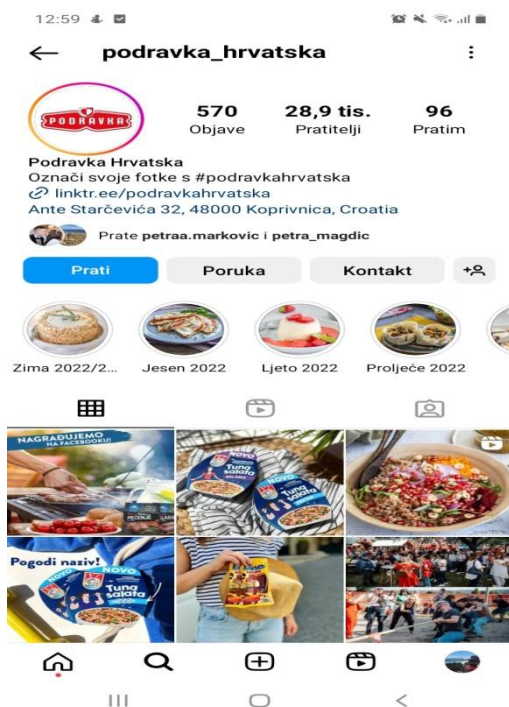 12:59
podravka_hrvatska
PODRAVKA
570 28,9 tis. 96
Objave Pratitelji Pratim
Podravka Hrvatska
Označi svoje fotke s #podravkahrvatska
linktr.ee/podravkahrvatska
Ante Starčevića 32, 48000 Koprivnica, Croatia
Prate petraa.markovic i petra_magdic
Prati Poruka Kontakt
Zima 2022/2... Jesen 2022 Ljeto 2022 Proljeće 2022
NAGRAĐUJEMO
NA FACEBOOKU!
NOVO
Tuna
salata
NOVO
Tuna
salata
Pogodi naziv!
NOVO
NOVO
Tuna
salata